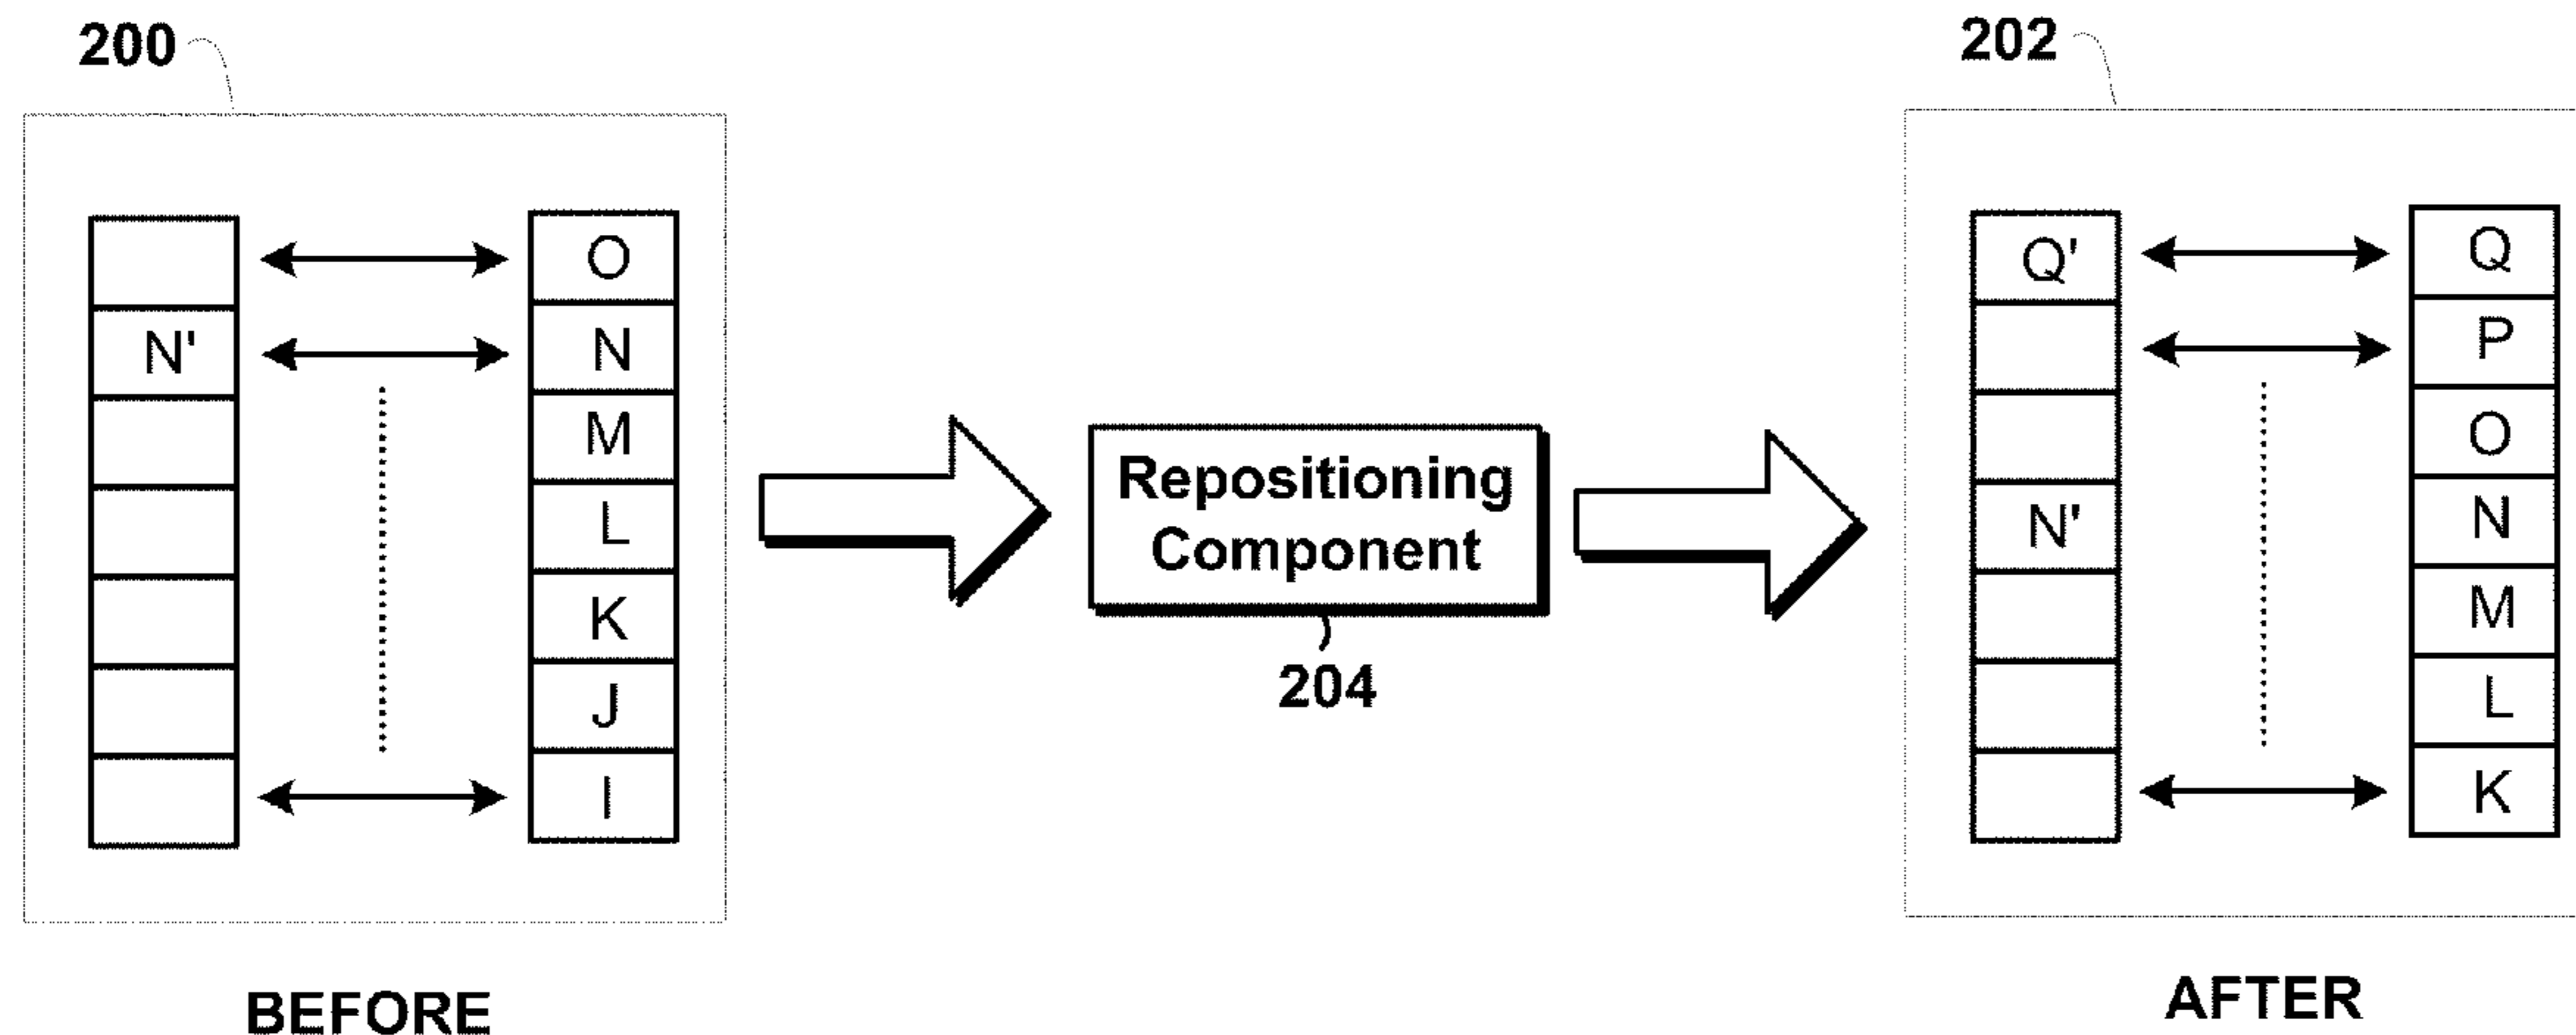 200
202
O
N'
N
M
L
K
J
I
Repositioning
Component
204
Q'
Q
P
O
N'
N
M
L
K
BEFORE
AFTER